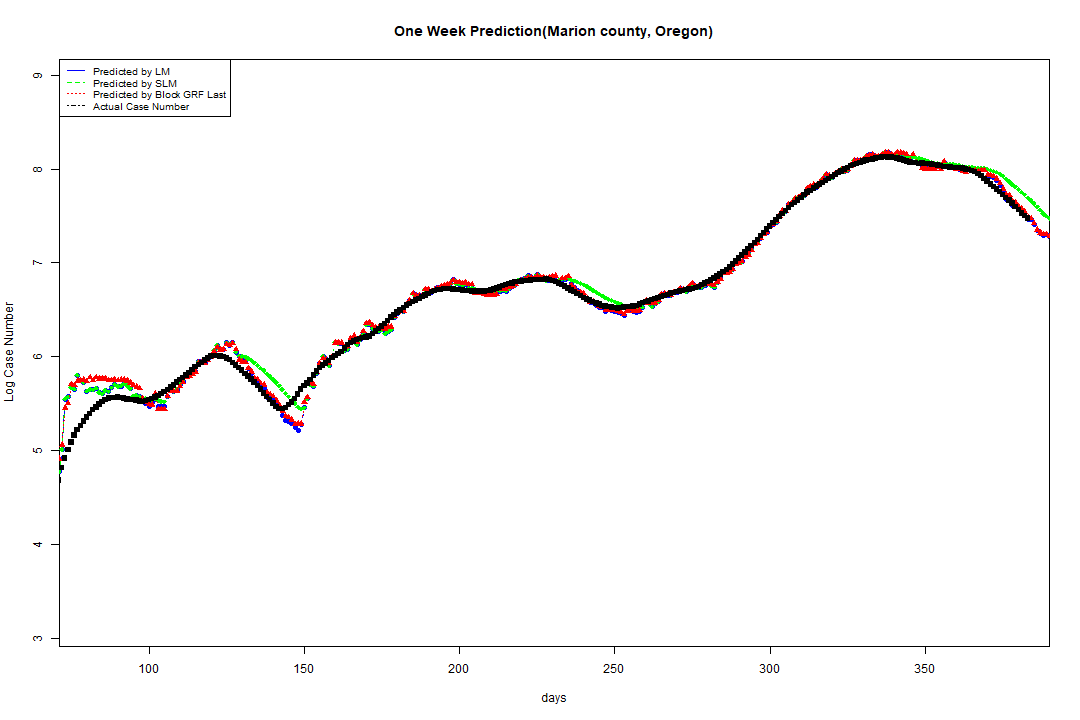 One Week Prediction(Marion county, Oregon)
Predicted by LM
Predicted by SLM
Predicted by Block GRF Last
Actual Case Number
Log Case Number
9
8
7
6
5
4
3
100 150 200 250 300 350
days